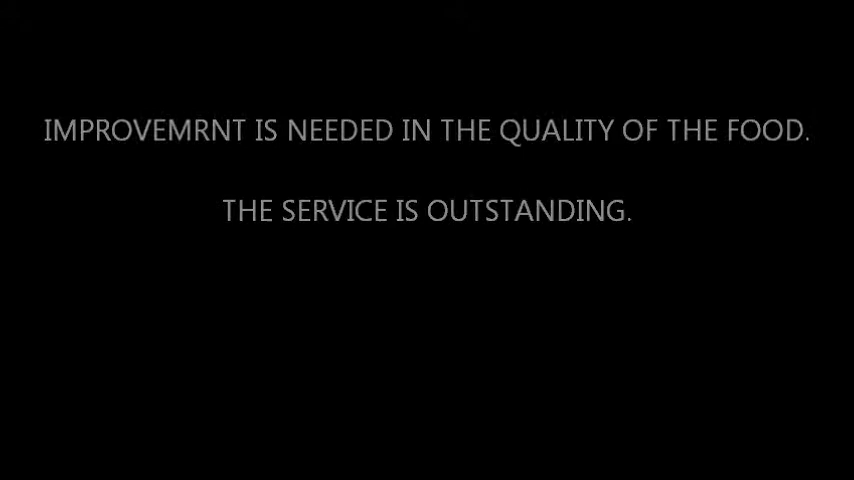 IMPROVEMRNT IS NEEDED IN THE QUALITY OF THE FOOD.
THE SERVICE IS OUTSTANDING.